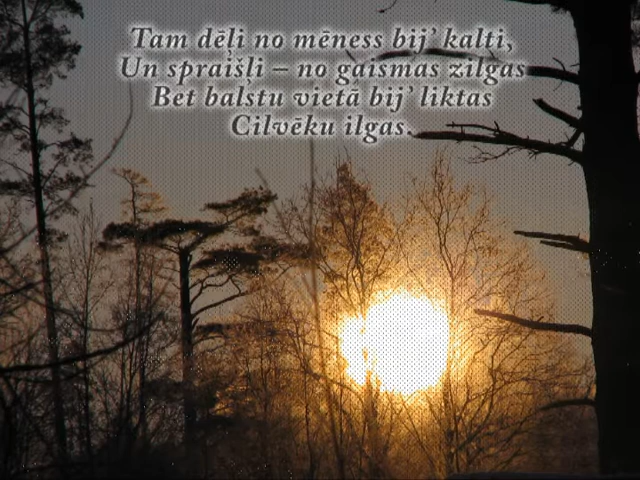 Tam dēļi no mēness bij' kalti,
Un spraišļi – no gaismas zilgas
Bet balstu vietā bij' liktas
Cilvēku ilgas.